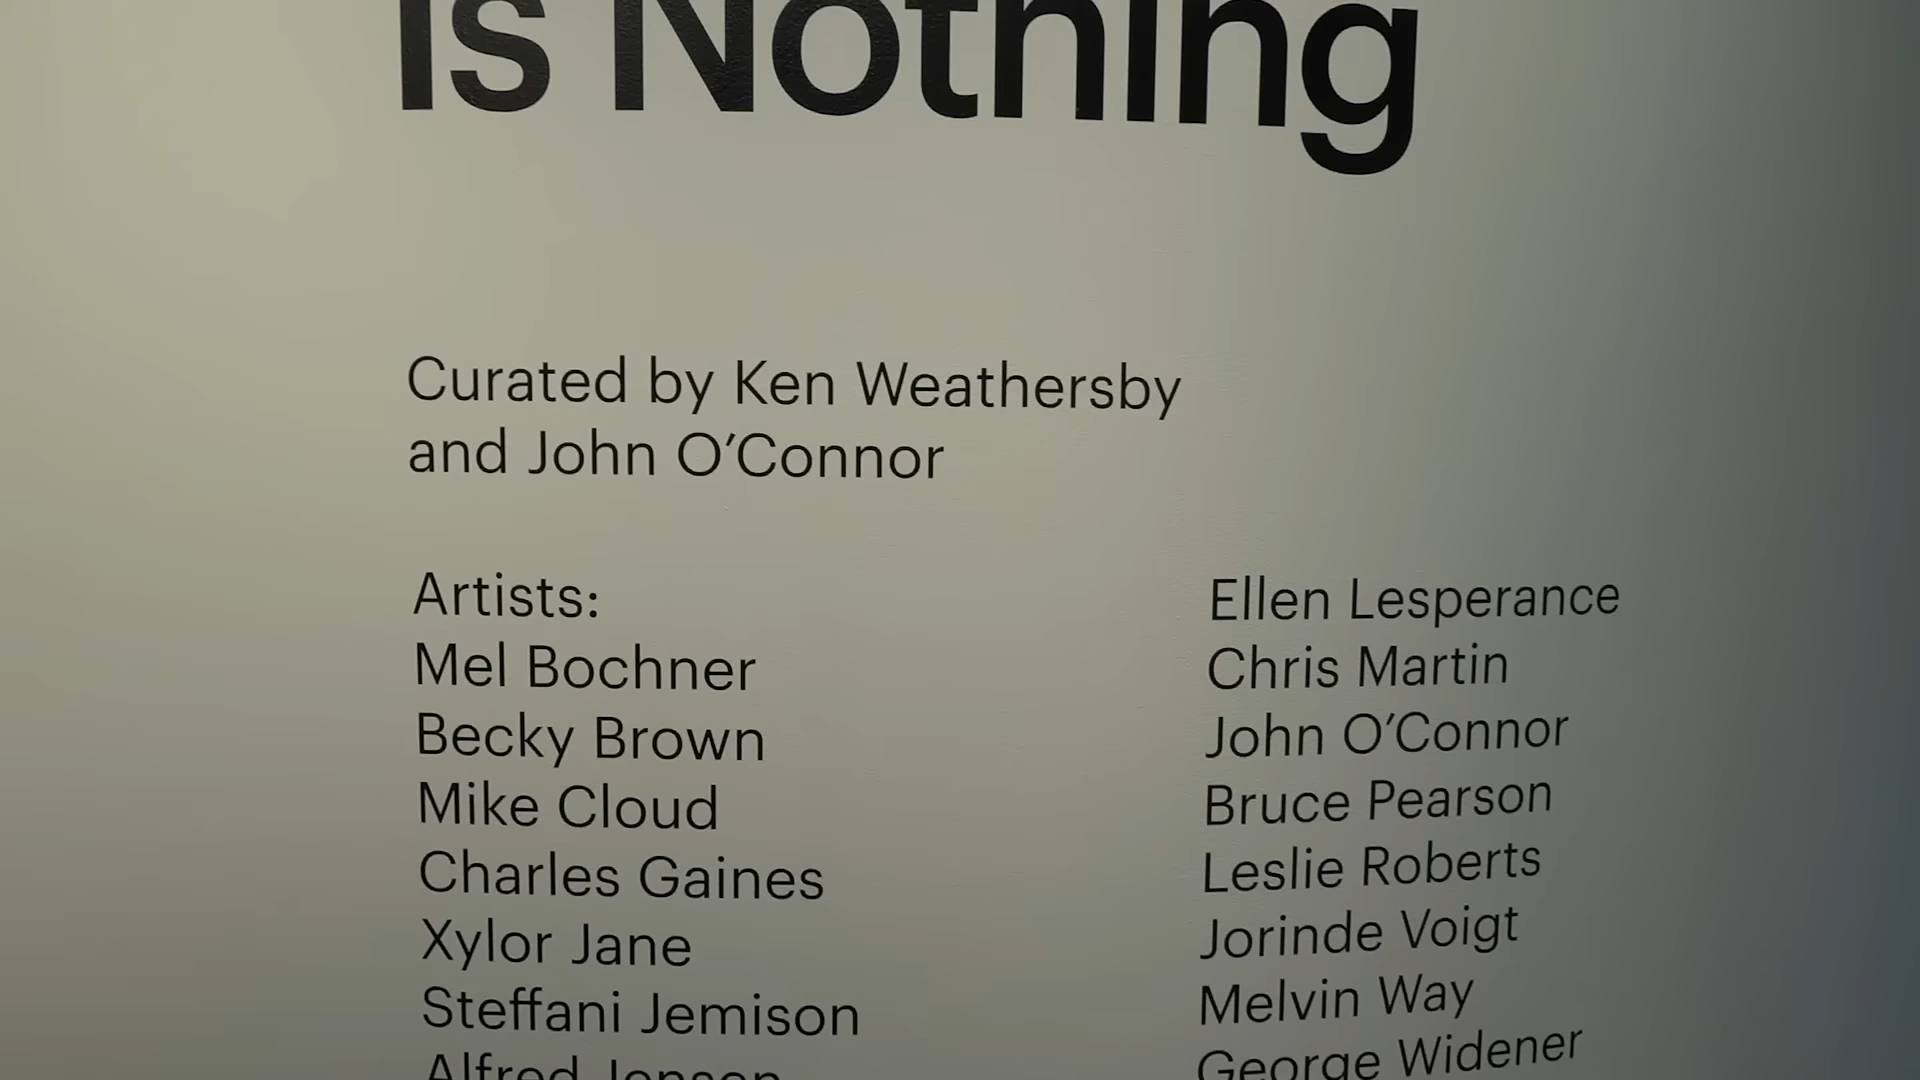 Is Nothing
Curated by Ken Weathersby
and John O’Connor
Artists:
Mel Bochner
Becky Brown
Mike Cloud
Charles Gaines
Xylor Jane
Steffani Jemison
Alfred Jensen
Ellen Lesperance
Chris Martin
John O’Connor
Bruce Pearson
Leslie Roberts
Jorinde Voigt
Melvin Way
George Widener